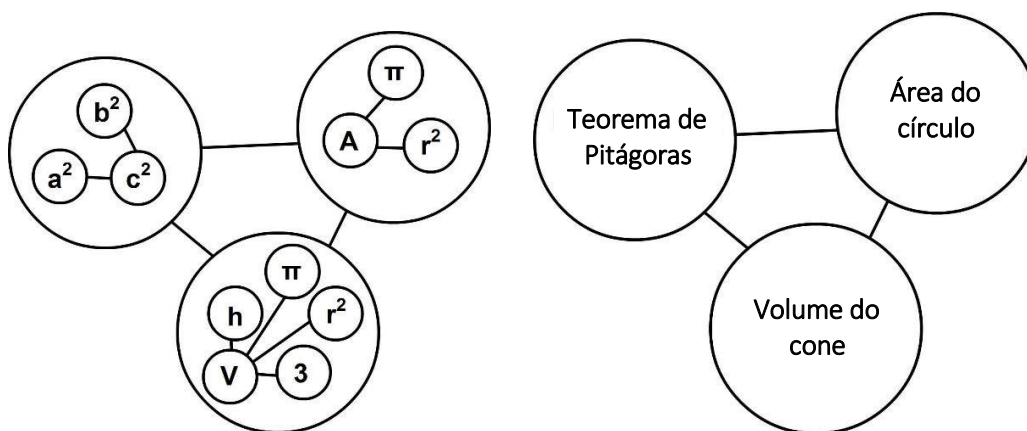 b²
a²
c²
π
A
r²
π
h
r²
V
3
Teorema de
Pitágoras
Área do
círculo
Volume do
cone